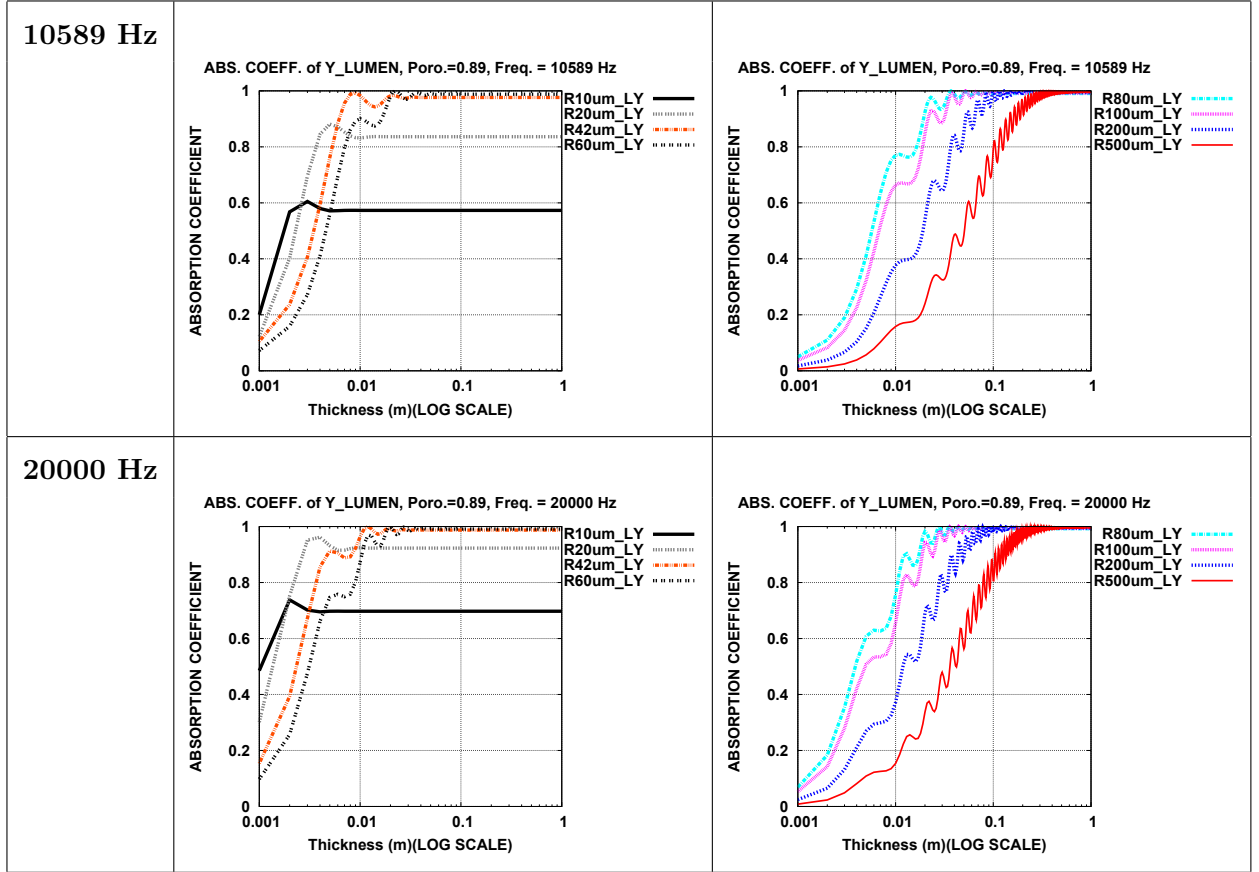 10589 Hz
ABS. COEFF. of Y_LUMEN, Poro.=0.89, Freq. = 10589 Hz
ABSORPTION COEFFICIENT
1
0.8
0.6
0.4
0.2
0
0.001
0.01
0.1
1
Thickness (m)(LOG SCALE)
R10um_LY
R20um_LY
R42um_LY
R60um_LY
ABS. COEFF. of Y_LUMEN, Poro.=0.89, Freq. = 10589 Hz
ABSORPTION COEFFICIENT
1
0.8
0.6
0.4
0.2
0
0.001
0.01
0.1
1
Thickness (m)(LOG SCALE)
R80um_LY
R100um_LY
R200um_LY
R500um_LY
20000 Hz
ABS. COEFF. of Y_LUMEN, Poro.=0.89, Freq. = 20000 Hz
ABSORPTION COEFFICIENT
1
0.8
0.6
0.4
0.2
0
0.001
0.01
0.1
1
Thickness (m)(LOG SCALE)
R10um_LY
R20um_LY
R42um_LY
R60um_LY
ABS. COEFF. of Y_LUMEN, Poro.=0.89, Freq. = 20000 Hz
ABSORPTION COEFFICIENT
1
0.8
0.6
0.4
0.2
0
0.001
0.01
0.1
1
Thickness (m)(LOG SCALE)
R80um_LY
R100um_LY
R200um_LY
R500um_LY